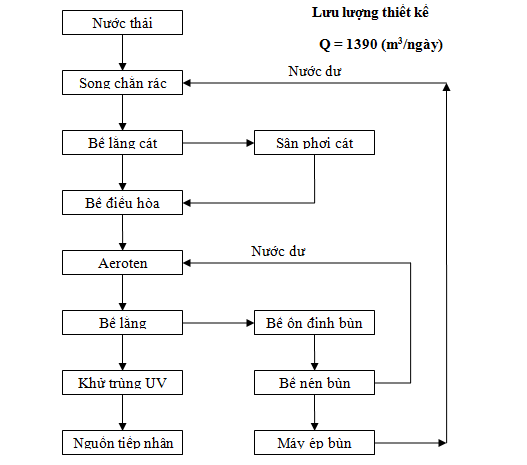 Lưu lượng thiết kế
Nước thải
Q = 1390 (m³/ngày)
Nước dư
Song chắn rác
Bể lắng cát
Sân phơi cát
Bể điều hòa
Nước dư
Aeroten
Bể lắng
Bể ổn định bùn
Khử trùng UV
Bể nén bùn
Nguồn tiếp nhận
Máy ép bùn